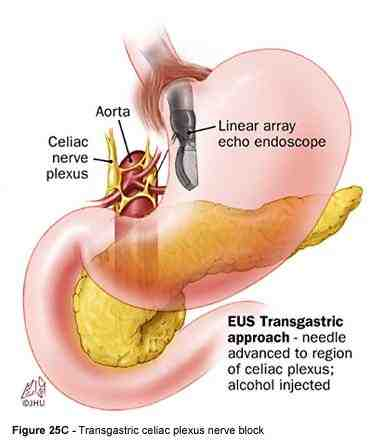 Aorta
Celiac
nerve
plexus
Linear array
echo endoscope
EUS Transgastric
approach - needle
advanced to region
of celiac plexus;
alcohol injected
©JHU
Figure 25C - Transgastric celiac plexus nerve block